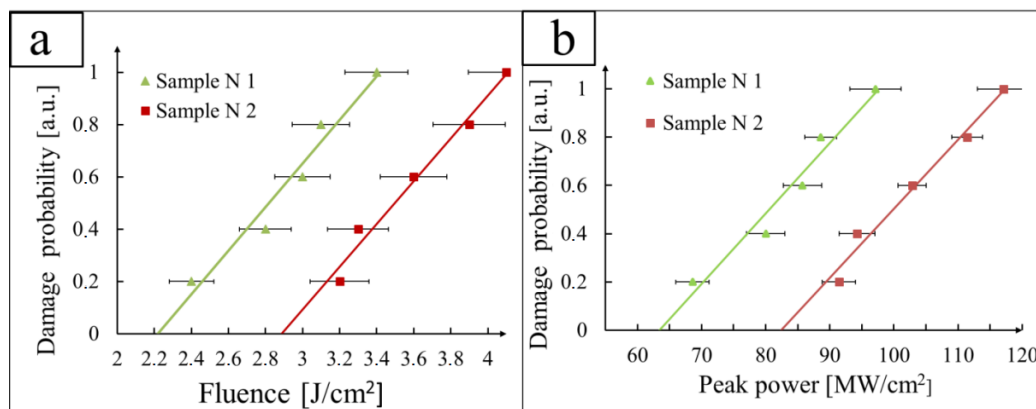 a
Damage probability [a.u.]
1
0.8
0.6
0.4
0.2
0
Sample N 1
Sample N 2
2 2.2 2.4 2.6 2.8 3 3.2 3.4 3.6 3.8 4
Fluence [J/cm²]
b
Damage probability [a.u.]
1
0.8
0.6
0.4
0.2
0
Sample N 1
Sample N 2
60 70 80 90 100 110 120
Peak power [MW/cm²]